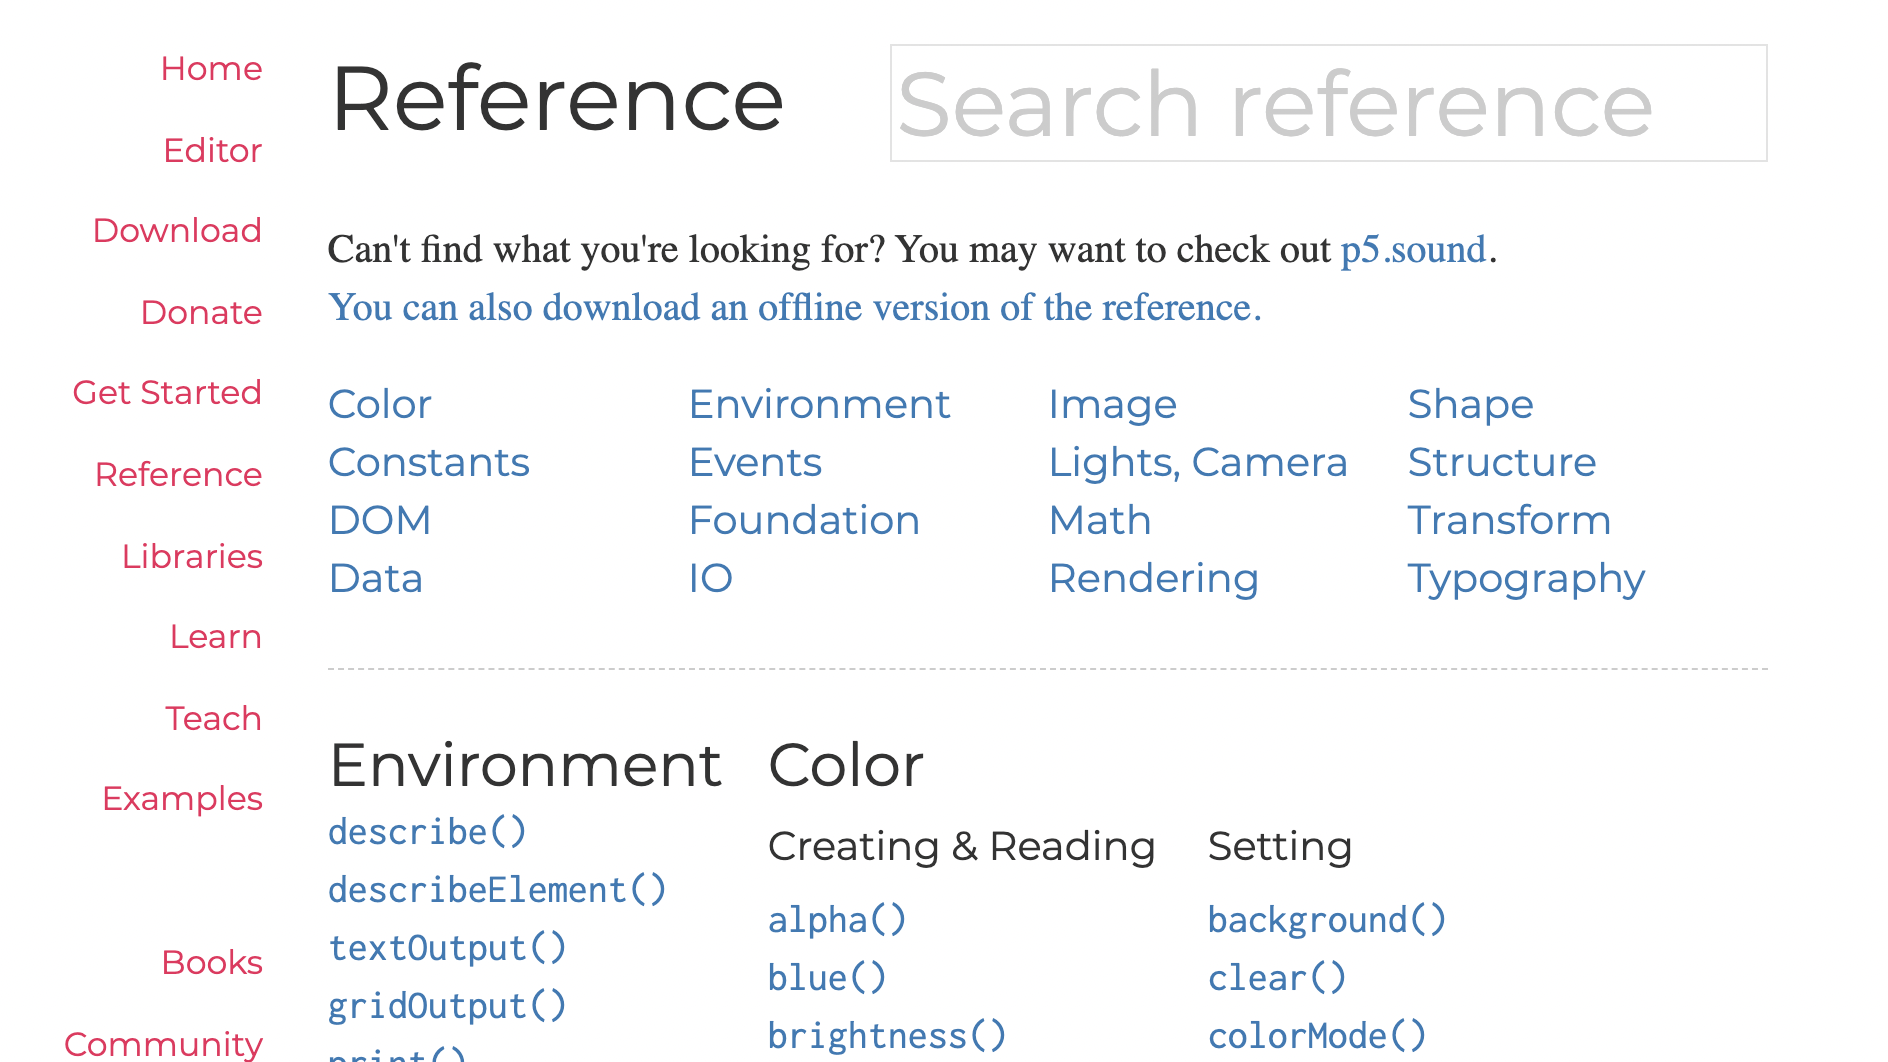 Home
Editor
Download
Donate
Get Started
Reference
Libraries
Learn
Teach
Examples
Books
Community
Reference
Search reference
Can't find what you're looking for? You may want to check out p5.sound.
You can also download an offline version of the reference.
Color
Constants
DOM
Data
Environment
Events
Foundation
IO
Image
Lights, Camera
Math
Rendering
Shape
Structure
Transform
Typography
Environment
describe()
describeElement()
textOutput()
gridOutput()
print()
Color
Creating & Reading
alpha()
blue()
brightness()
Setting
background()
clear()
colorMode()